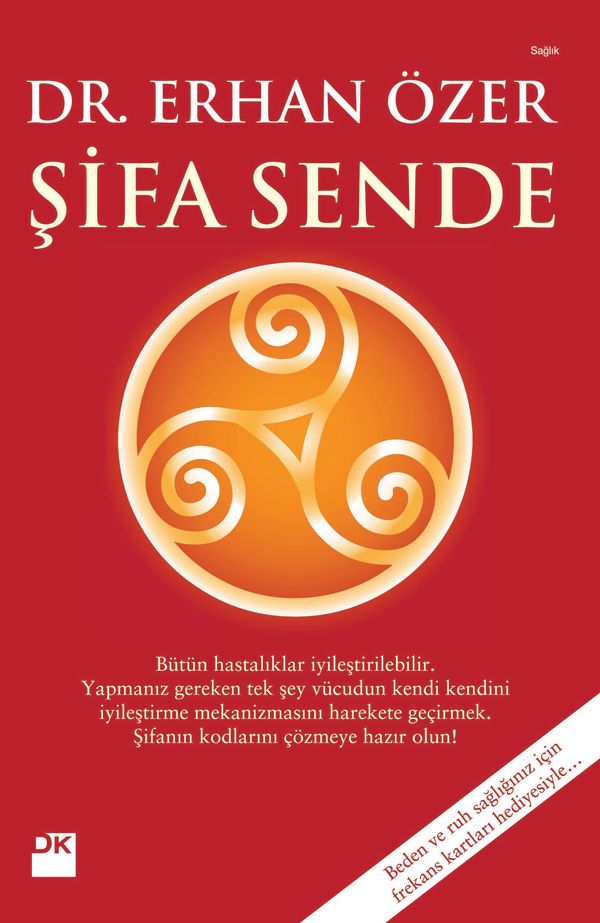 Sağlık
DR. ERHAN ÖZER
ŞİFA SENDE
Bütün hastalıklar iyileştirilebilir.
Yapmanız gereken tek şey vücudun kendi kendini
iyileştirme mekanizmasını harekete geçirmek.
Şifanın kodlarını çözmeye hazır olun!
Beden ve ruh sağlığınız için
frekans kartları hediyesiyle...
DK